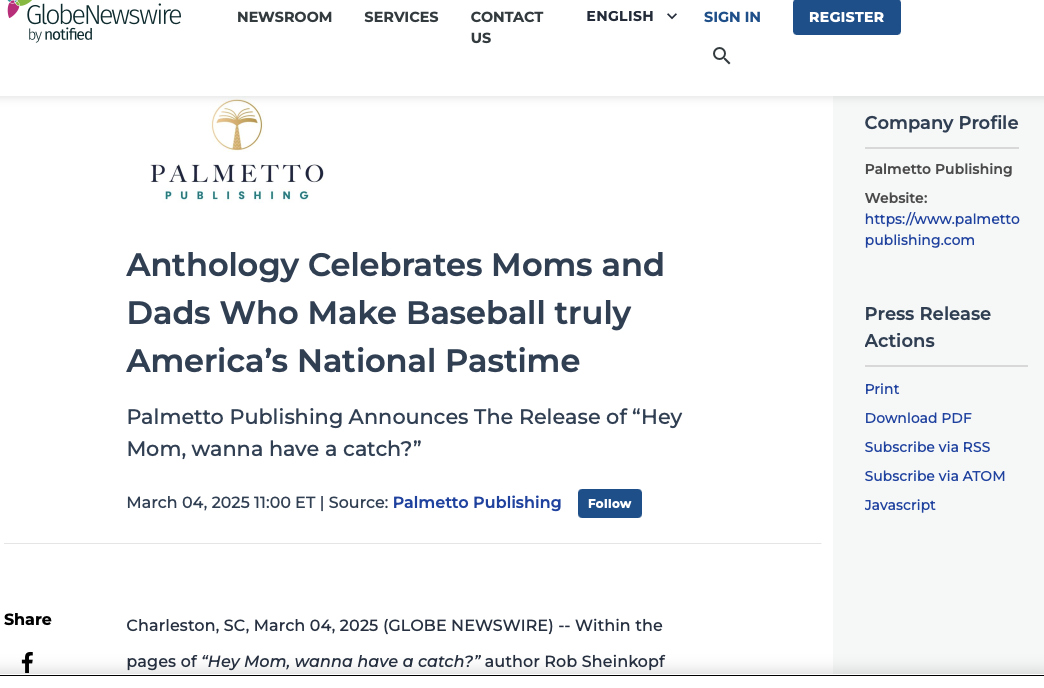 GlobeNewswire
by notified
NEWSROOM
SERVICES
CONTACT
US
ENGLISH
SIGN IN
REGISTER
PALMETTO
PUBLISHING
Anthology Celebrates Moms and
Dads Who Make Baseball truly
America’s National Pastime
Palmetto Publishing Announces The Release of “Hey
Mom, wanna have a catch?”
March 04, 2025 11:00 ET | Source: Palmetto Publishing
Follow
Share
Charleston, SC, March 04, 2025 (GLOBE NEWSWIRE) -- Within the
pages of “Hey Mom, wanna have a catch?” author Rob Sheinkopf
Company Profile
Palmetto Publishing
Website:
https://www.palmetto
publishing.com
Press Release
Actions
Print
Download PDF
Subscribe via RSS
Subscribe via ATOM
Javascript